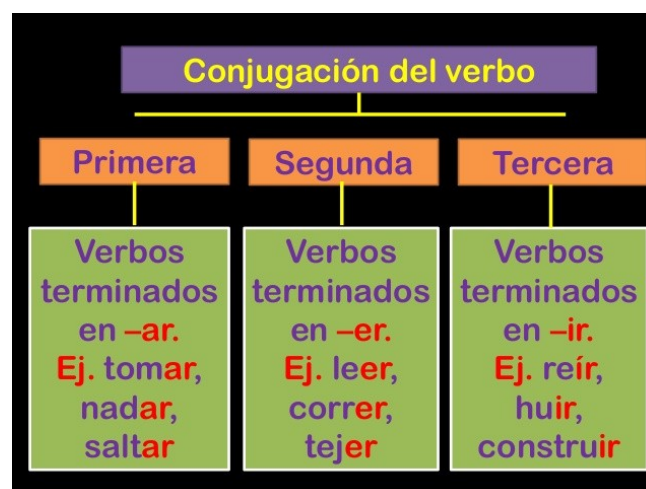 Conjugación del verbo
Primera
Segunda
Tercera
Verbos
terminados
en –ar.
Ej. tomar,
nadar,
saltar
Verbos
terminados
en –er.
Ej. leer,
correr,
tejer
Verbos
terminados
en –ir.
Ej. reír,
huir,
construir